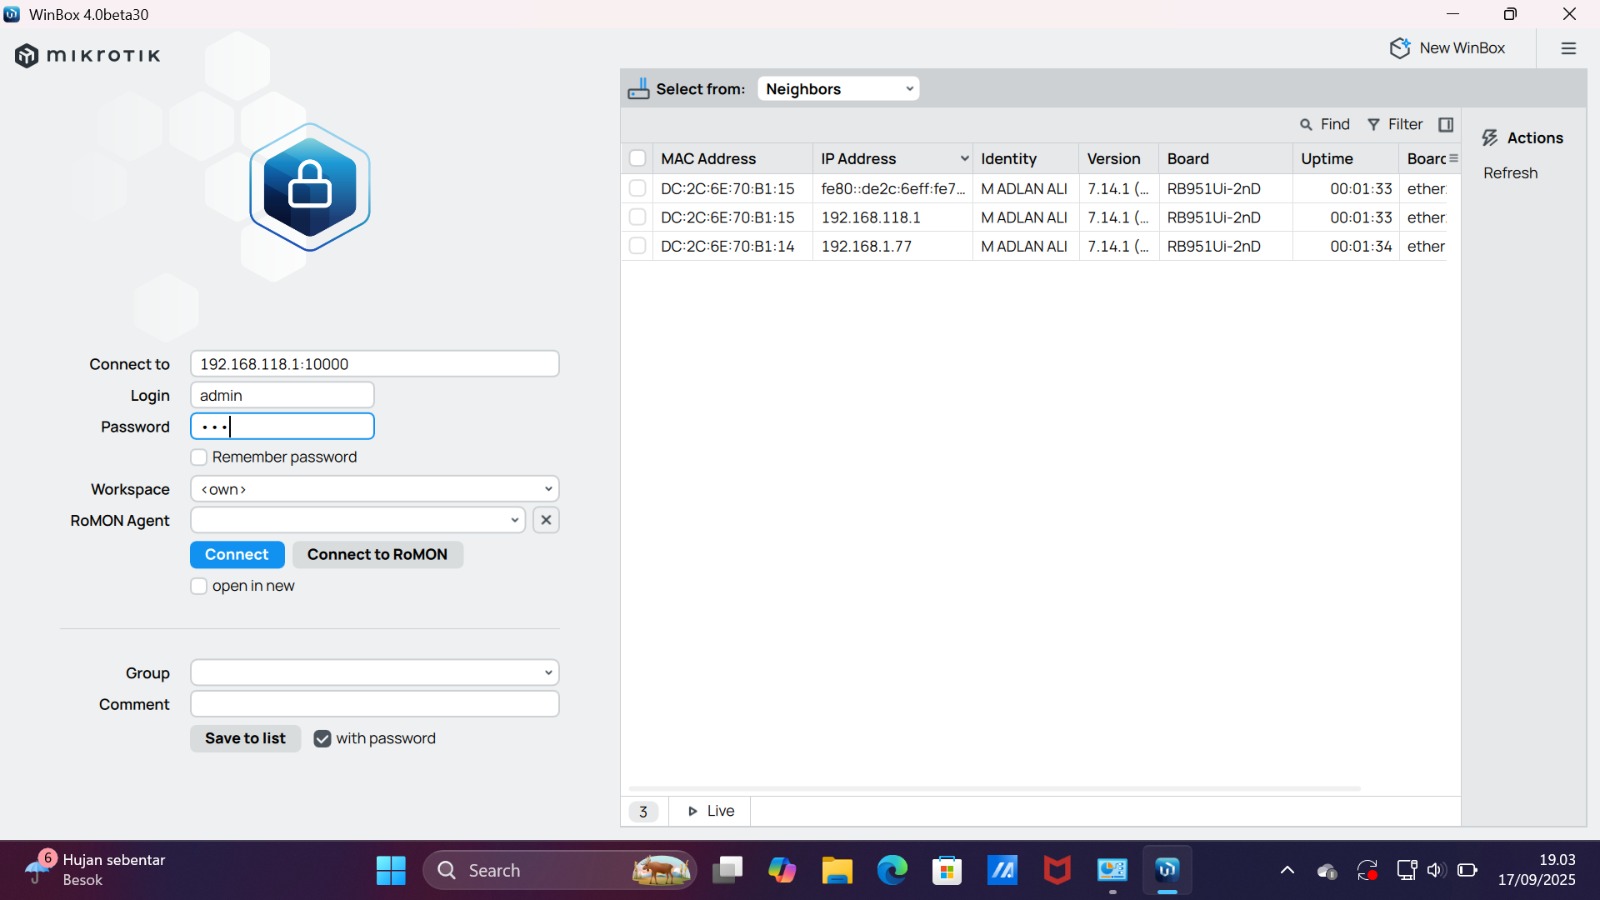 WinBox 4.0beta30
MIKROTIK
New WinBox
Select from: Neighbors
Find Filter
Actions
Refresh
MAC Address IP Address Identity Version Board Uptime Board
DC:2C:6E:70:B1:15 fe80::de2c:6eff:fe7... M ADLAN ALI 7.14.1 (... RB951Ui-2nD 00:01:33 ether
DC:2C:6E:70:B1:15 192.168.118.1 M ADLAN ALI 7.14.1 (... RB951Ui-2nD 00:01:33 ether
DC:2C:6E:70:B1:14 192.168.1.77 M ADLAN ALI 7.14.1 (... RB951Ui-2nD 00:01:34 ether
Connect to 192.168.118.1:10000
Login admin
Password •••
Remember password
Workspace <own>
RoMON Agent
Connect Connect to RoMON
open in new
Group
Comment
Save to list with password
3 Live
6 Hujan sebentar
Besok
Search
19.03
17/09/2025